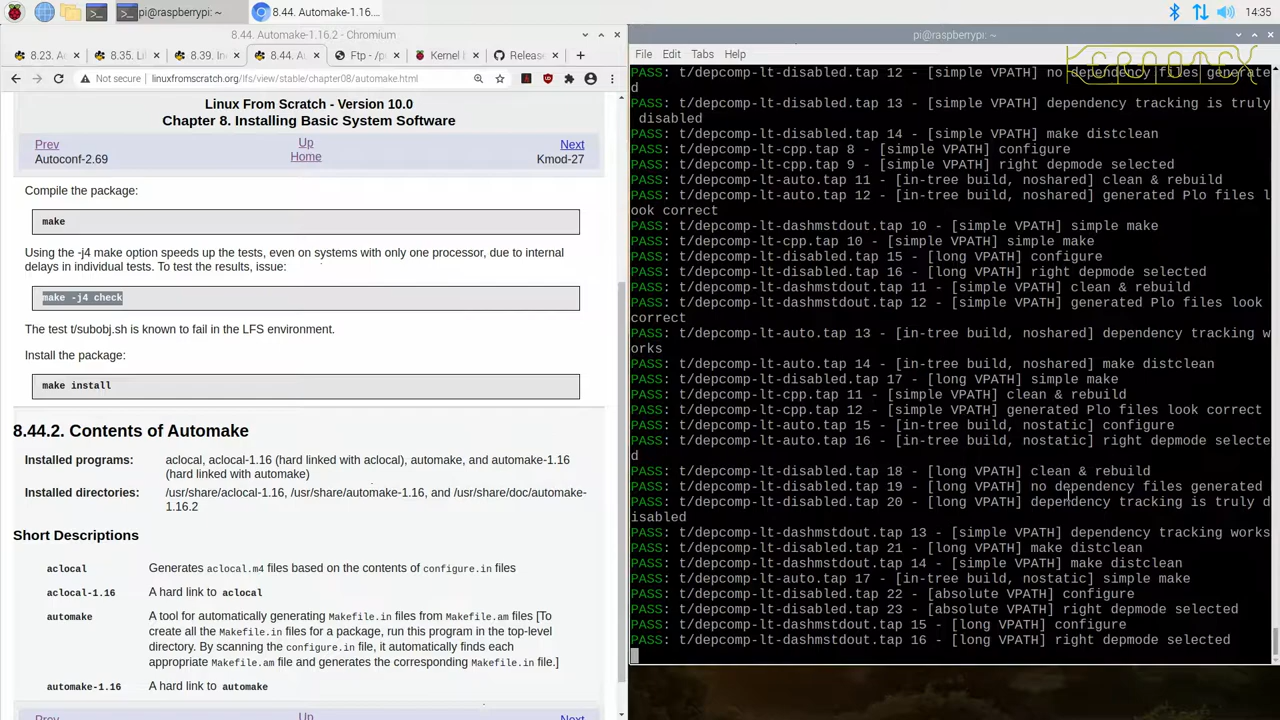 pi@raspberrypi: ~
8.44. Automake-1.16....
14:35
8.44. Automake-1.16.2 - Chromium
8.23. A
8.35. Li
8.39. In
8.44. A
Ftp - /p
Kernel
Release
Not secure | linuxfromscratch.org/lfs/view/stable/chapter08/automake.html
Linux From Scratch - Version 10.0
Chapter 8. Installing Basic System Software
Prev
Up
Next
Autoconf-2.69
Home
Kmod-27
Compile the package:
make
Using the -j4 make option speeds up the tests, even on systems with only one processor, due to internal
delays in individual tests. To test the results, issue:
make -j4 check
The test t/subobj.sh is known to fail in the LFS environment.
Install the package:
make install
8.44.2. Contents of Automake
Installed programs: aclocal, aclocal-1.16 (hard linked with aclocal), automake, and automake-1.16
(hard linked with automake)
Installed directories: /usr/share/aclocal-1.16, /usr/share/automake-1.16, and /usr/share/doc/automake-
1.16.2
Short Descriptions
aclocal Generates aclocal.m4 files based on the contents of configure.in files
aclocal-1.16 A hard link to aclocal
automake A tool for automatically generating Makefile.in files from Makefile.am files [To
create all the Makefile.in files for a package, run this program in the top-level
directory. By scanning the configure.in file, it automatically finds each
appropriate Makefile.am file and generates the corresponding Makefile.in file.]
automake-1.16 A hard link to automake
Prev
Up
Next
pi@raspberrypi: ~
File Edit Tabs Help
PASS: t/depcomp-lt-disabled.tap 12 - [simple VPATH] no dependency files generate
d
PASS: t/depcomp-lt-disabled.tap 13 - [simple VPATH] dependency tracking is truly
disabled
PASS: t/depcomp-lt-disabled.tap 14 - [simple VPATH] make distclean
PASS: t/depcomp-lt-cpp.tap 8 - [simple VPATH] configure
PASS: t/depcomp-lt-cpp.tap 9 - [simple VPATH] right depmode selected
PASS: t/depcomp-lt-auto.tap 11 - [in-tree build, noshared] clean & rebuild
PASS: t/depcomp-lt-auto.tap 12 - [in-tree build, noshared] generated Plo files l
ook correct
PASS: t/depcomp-lt-dashmstdout.tap 10 - [simple VPATH] simple make
PASS: t/depcomp-lt-cpp.tap 10 - [simple VPATH] simple make
PASS: t/depcomp-lt-disabled.tap 15 - [long VPATH] configure
PASS: t/depcomp-lt-disabled.tap 16 - [long VPATH] right depmode selected
PASS: t/depcomp-lt-dashmstdout.tap 11 - [simple VPATH] clean & rebuild
PASS: t/depcomp-lt-dashmstdout.tap 12 - [simple VPATH] generated Plo files look
correct
PASS: t/depcomp-lt-auto.tap 13 - [in-tree build, noshared] dependency tracking w
orks
PASS: t/depcomp-lt-auto.tap 14 - [in-tree build, noshared] make distclean
PASS: t/depcomp-lt-disabled.tap 17 - [long VPATH] simple make
PASS: t/depcomp-lt-cpp.tap 11 - [simple VPATH] clean & rebuild
PASS: t/depcomp-lt-cpp.tap 12 - [simple VPATH] generated Plo files look correct
PASS: t/depcomp-lt-auto.tap 15 - [in-tree build, nostatic] configure
PASS: t/depcomp-lt-auto.tap 16 - [in-tree build, nostatic] right depmode selecte
d
PASS: t/depcomp-lt-disabled.tap 18 - [long VPATH] clean & rebuild
PASS: t/depcomp-lt-disabled.tap 19 - [long VPATH] no dependency files generated
PASS: t/depcomp-lt-disabled.tap 20 - [long VPATH] dependency tracking is truly d
isabled
PASS: t/depcomp-lt-dashmstdout.tap 13 - [simple VPATH] dependency tracking works
PASS: t/depcomp-lt-disabled.tap 21 - [long VPATH] make distclean
PASS: t/depcomp-lt-dashmstdout.tap 14 - [simple VPATH] make distclean
PASS: t/depcomp-lt-auto.tap 17 - [in-tree build, nostatic] simple make
PASS: t/depcomp-lt-disabled.tap 22 - [absolute VPATH] configure
PASS: t/depcomp-lt-disabled.tap 23 - [absolute VPATH] right depmode selected
PASS: t/depcomp-lt-dashmstdout.tap 15 - [long VPATH] configure
PASS: t/depcomp-lt-dashmstdout.tap 16 - [long VPATH] right depmode selected